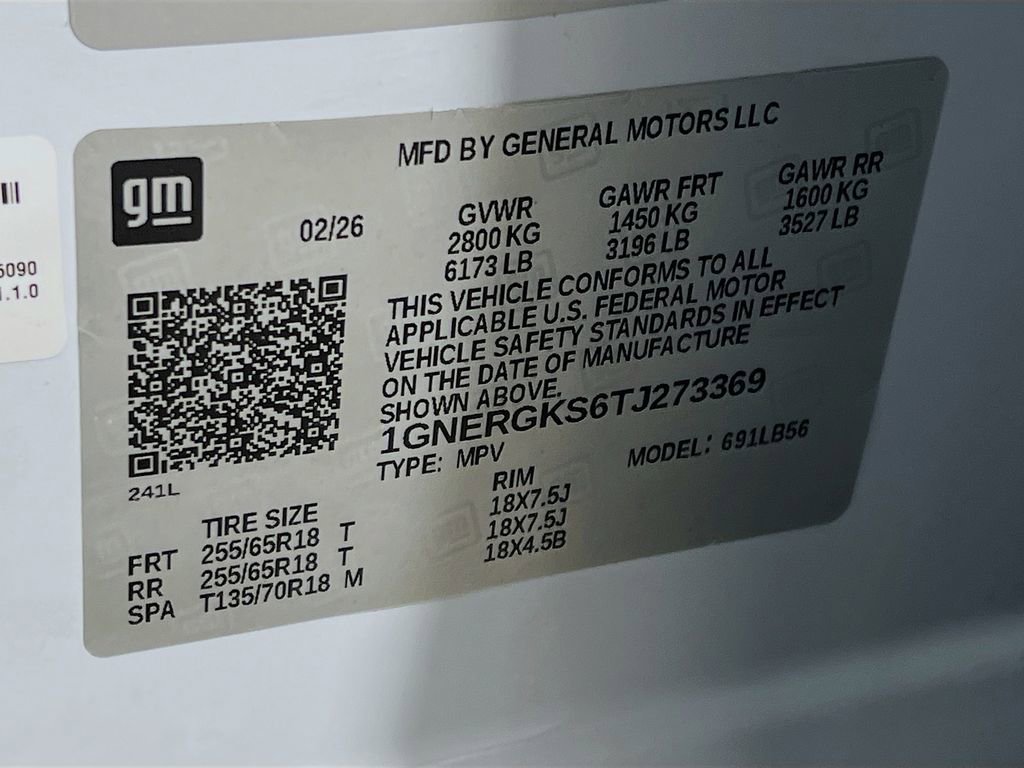 MFD BY GENERAL MOTORS LLC
gm
02/26
GVWR
2800 KG
6173 LB
GAWR FRT
1450 KG
3196 LB
GAWR RR
1600 KG
3527 LB
THIS VEHICLE CONFORMS TO ALL
APPLICABLE U.S. FEDERAL MOTOR
VEHICLE SAFETY STANDARDS IN EFFECT
ON THE DATE OF MANUFACTURE
SHOWN ABOVE.
1GNERGKS6TJ273369
TYPE: MPV
MODEL: 691LB56
241L
TIRE SIZE
RIM
FRT 255/65R18 T 18X7.5J
RR 255/65R18 T 18X7.5J
SPA T135/70R18 M 18X4.5B